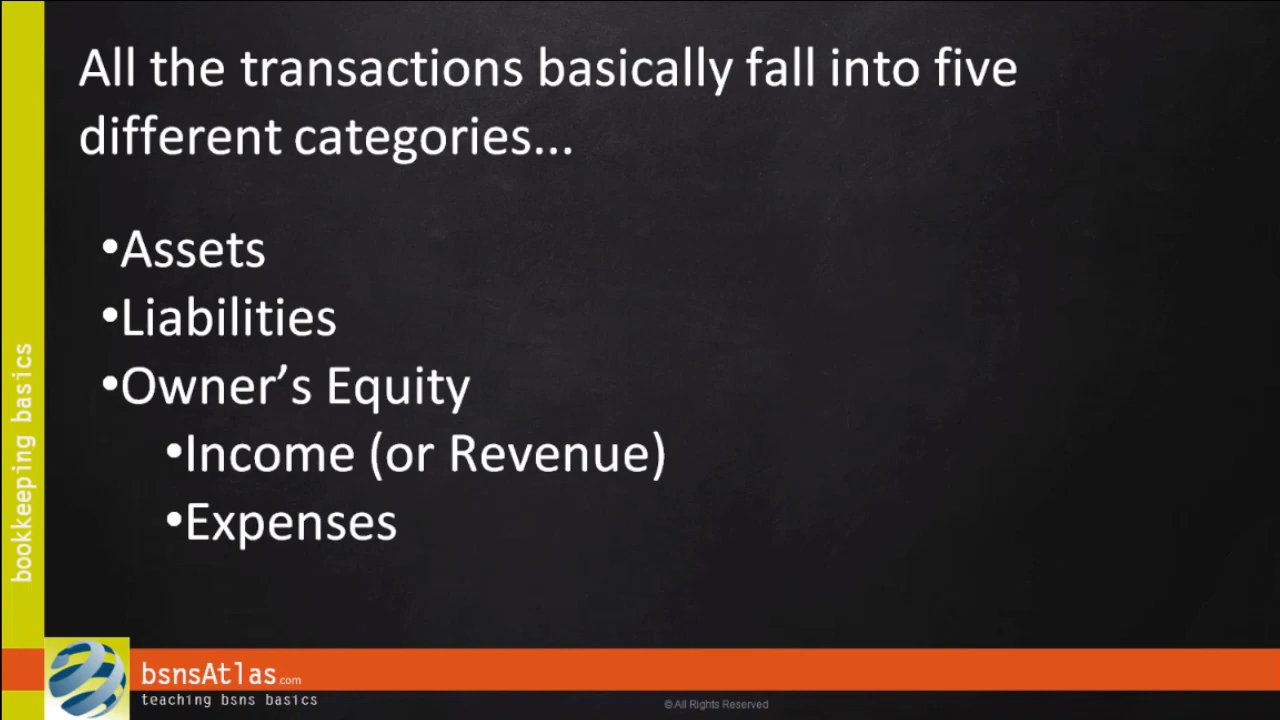 All the transactions basically fall into five
different categories...
•Assets
•Liabilities
•Owner’s Equity
•Income (or Revenue)
•Expenses
bookkeeping basics
bsnsAtlas.com
teaching bsns basics
© All Rights Reserved